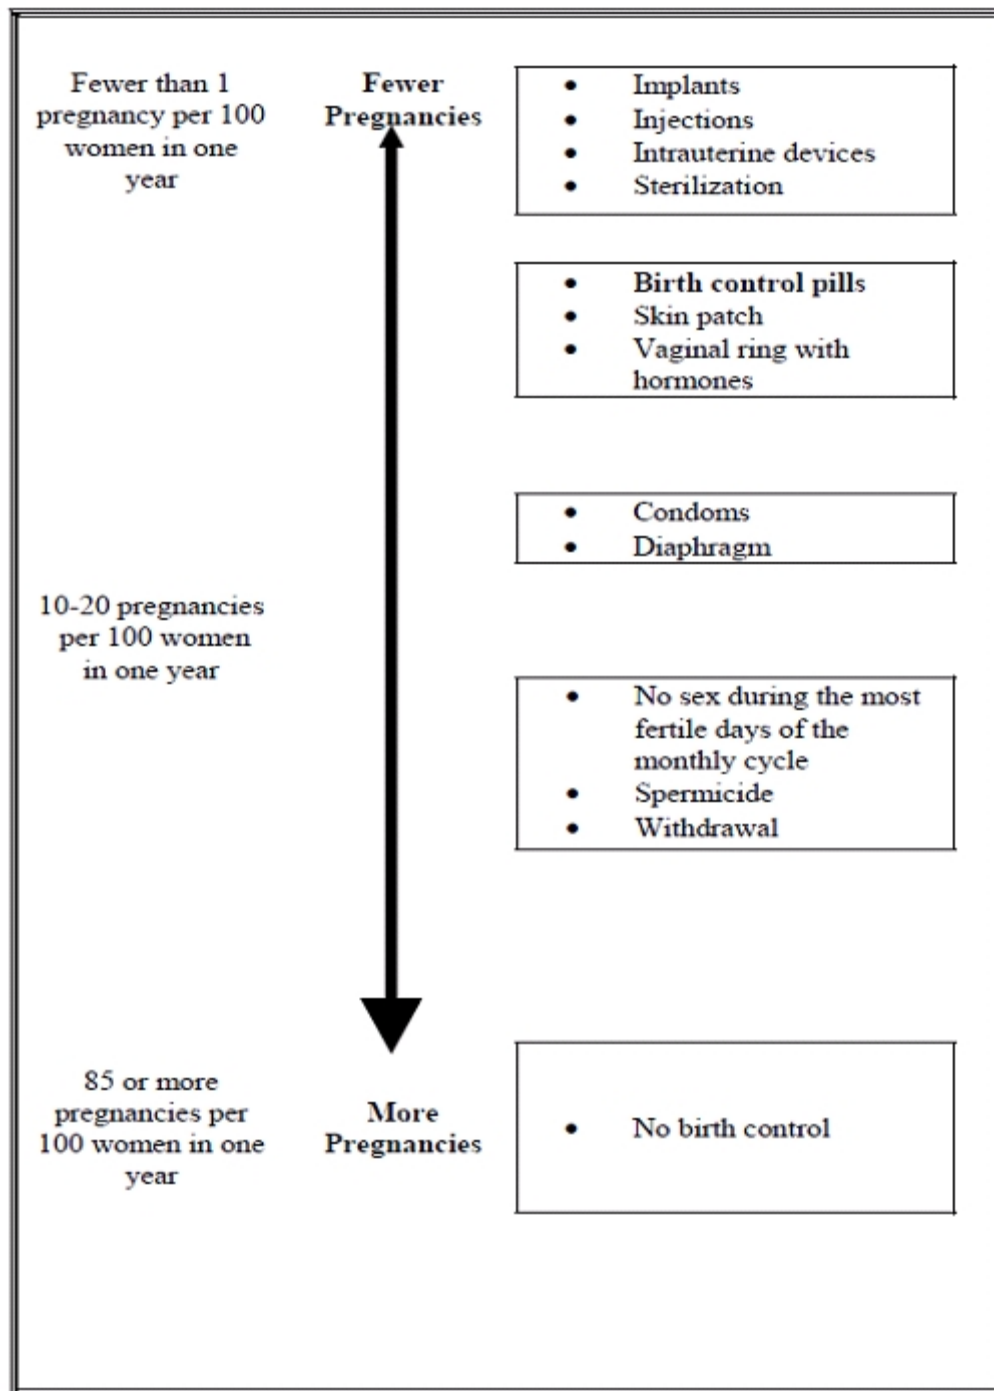 Fewer than 1
pregnancy per 100
women in one
year
Fewer
Pregnancies
• Implants
• Injections
• Intrauterine devices
• Sterilization
• Birth control pills
• Skin patch
• Vaginal ring with
hormones
• Condoms
• Diaphragm
10-20 pregnancies
per 100 women
in one year
• No sex during the most
fertile days of the
monthly cycle
• Spermicide
• Withdrawal
85 or more
pregnancies per
100 women in one
year
More
Pregnancies
• No birth control